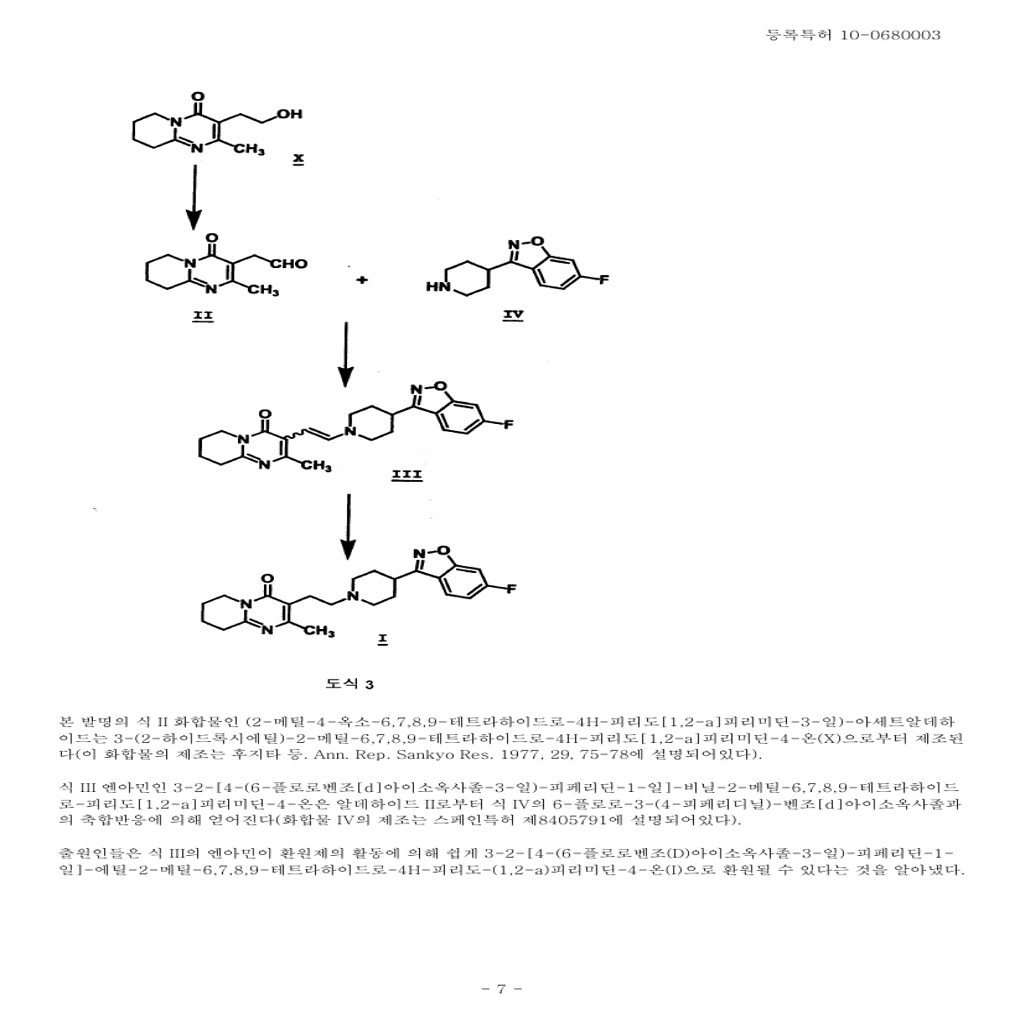 등록특허 10-0680003
O
OH
N
N
CH₃
X
O
N
CHO
N
CH₃
II
+
N
O
HN
F
IV
N
O
O
N
N
F
N
CH₃
III
N
O
O
N
N
F
N
CH₃
I
도식 3
본 발명의 식 II 화합물인 (2-메틸-4-옥소-6,7,8,9-테트라하이드로-4H-피리도[1,2-a]피리미딘-3-일)-아세트알데하
이드는 3-(2-하이드록시에틸)-2-메틸-6,7,8,9-테트라하이드로-4H-피리도[1,2-a]피리미딘-4-온(X)으로부터 제조된
다(이 화합물의 제조는 후지타 등. Ann. Rep. Sankyo Res. 1977, 29, 75-78에 설명되어있다).
식 III 엔아민인 3-2-[4-(6-플로로벤조[d]아이소옥사졸-3-일)-피페리딘-1-일]-비닐-2-메틸-6,7,8,9-테트라하이드
로-피리도[1,2-a]피리미딘-4-온은 알데하이드 II로부터 식 IV의 6-플로로-3-(4-피페리디닐)-벤조[d]아이소옥사졸과
의 축합반응에 의해 얻어진다(화합물 IV의 제조는 스페인특허 제8405791에 설명되어있다).
출원인들은 식 III의 엔아민이 환원제의 활동에 의해 쉽게 3-2-[4-(6-플로로벤조(D)아이소옥사졸-3-일)-피페리딘-1-
일]-에틸-2-메틸-6,7,8,9-테트라하이드로-4H-피리도-(1,2-a)피리미딘-4-온(I)으로 환원될 수 있다는 것을 알아냈다.
- 7 -